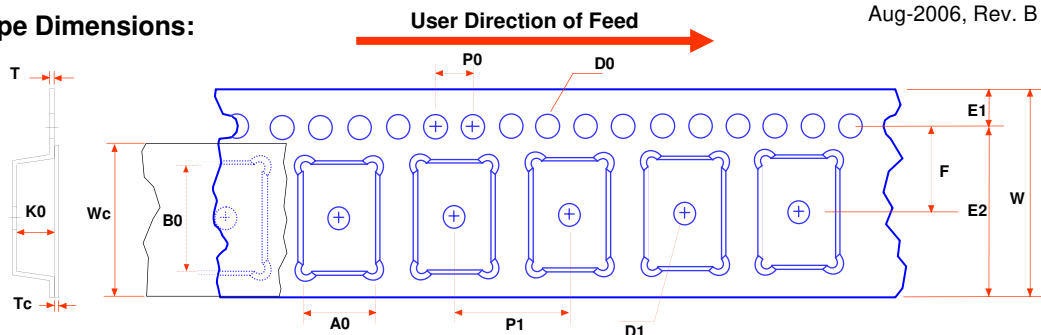 Aug-2006, Rev. B
pe Dimensions:
User Direction of Feed
T
P0
D0
E1
F
W
K0
Wc
B0
E2
Tc
A0
P1
D1